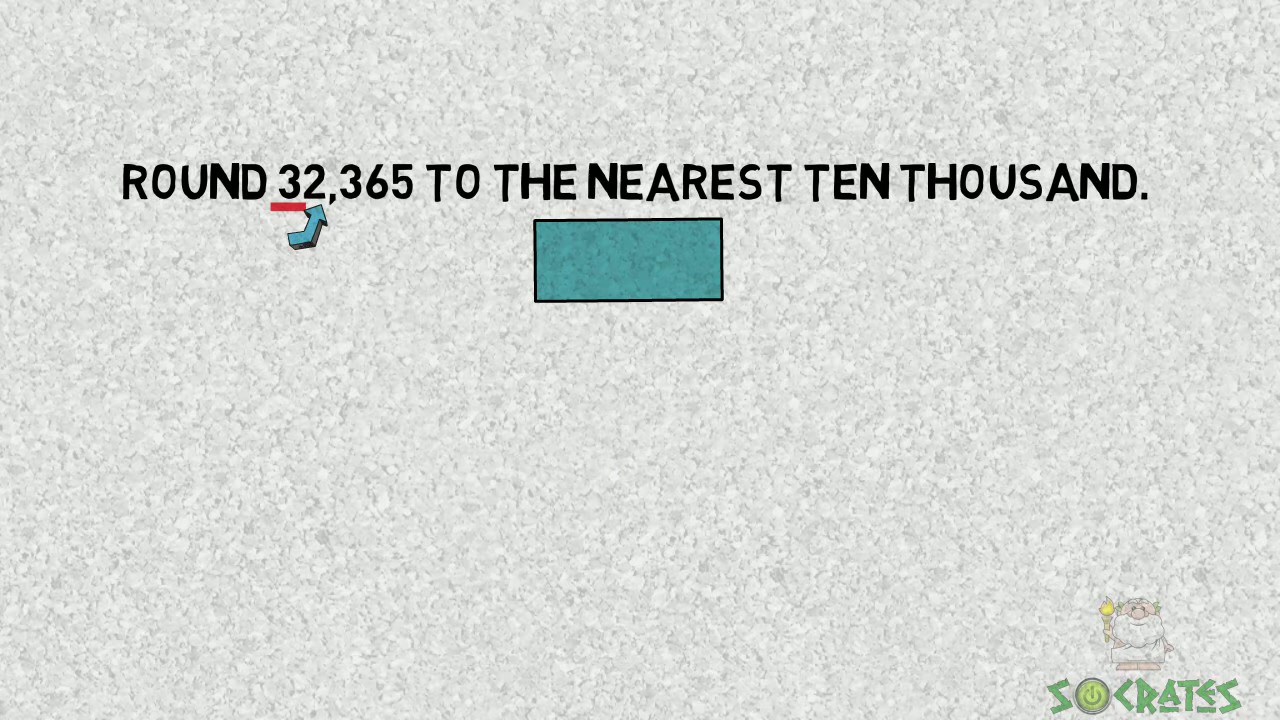 ROUND 32,365 TO THE NEAREST TEN THOUSAND.
SOCRATES